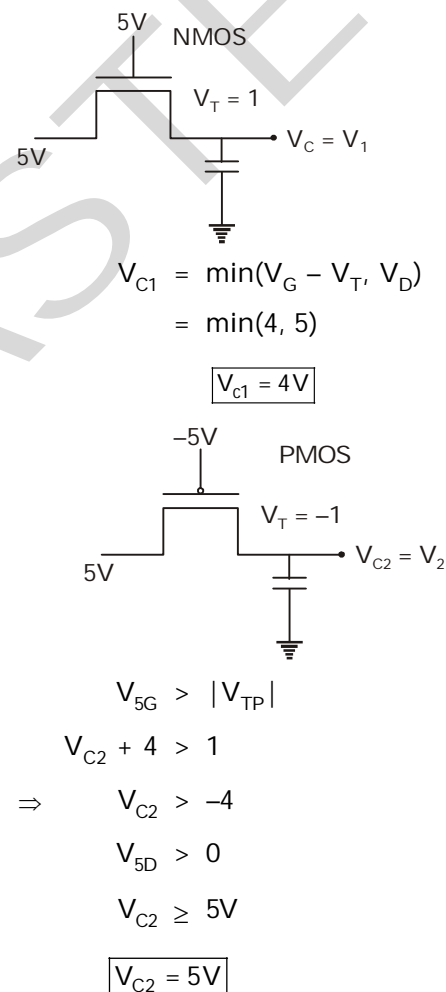 5V
NMOS
V_T = 1
5V
V_C = V_1
V_C1 = min(V_G – V_T, V_D)
= min(4, 5)
V_c1 = 4V
–5V
PMOS
V_T = –1
5V
V_C2 = V_2
V_5G > |V_TP|
V_C2 + 4 > 1
⇒ V_C2 > –4
V_5D > 0
V_C2 ≥ 5V
V_C2 = 5V